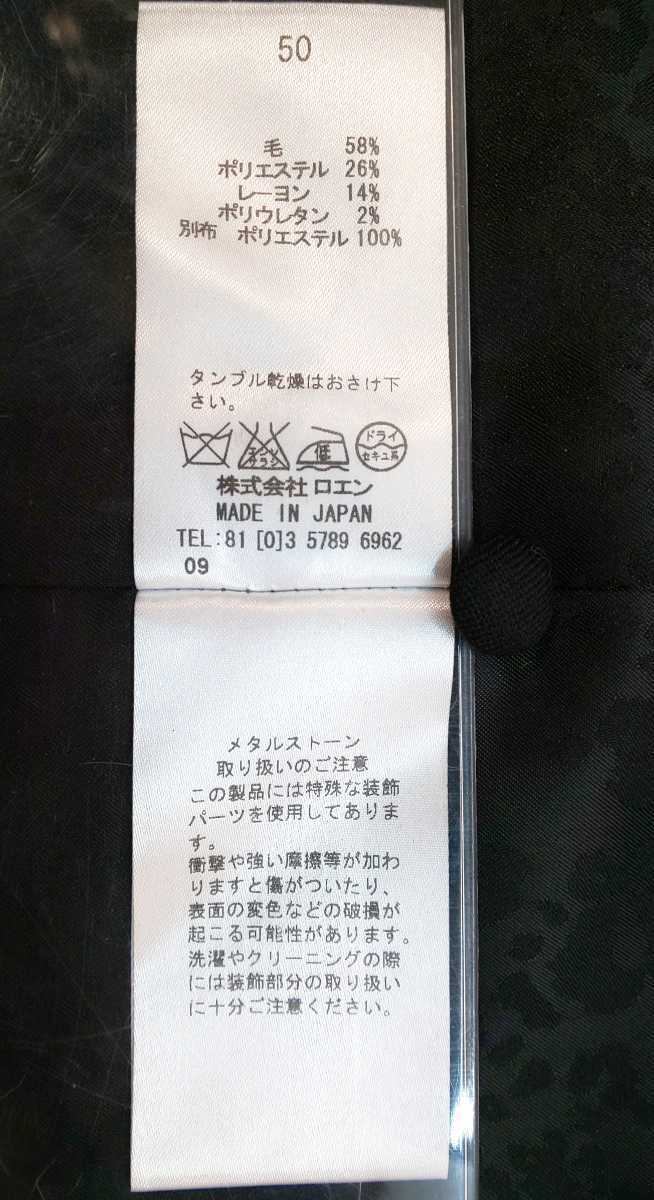 50
毛 58%
ポリエステル 26%
レーヨン 14%
ポリウレタン 2%
別布 ポリエステル 100%
タンブル乾燥はおさけ下
さい。
エンソ
サラシ
低
ドライ
セキユ系
株式会社 ロエン
MADE IN JAPAN
TEL:81 [0]3 5789 6962
09
メタルストーン
取り扱いのご注意
この製品には特殊な装飾
パーツを使用してありま
す。
衝撃や強い摩擦等が加わ
りますと傷がついたり、
表面の変色などの破損が
起こる可能性があります。
洗濯やクリーニングの際
には装飾部分の取り扱い
に十分ご注意ください。